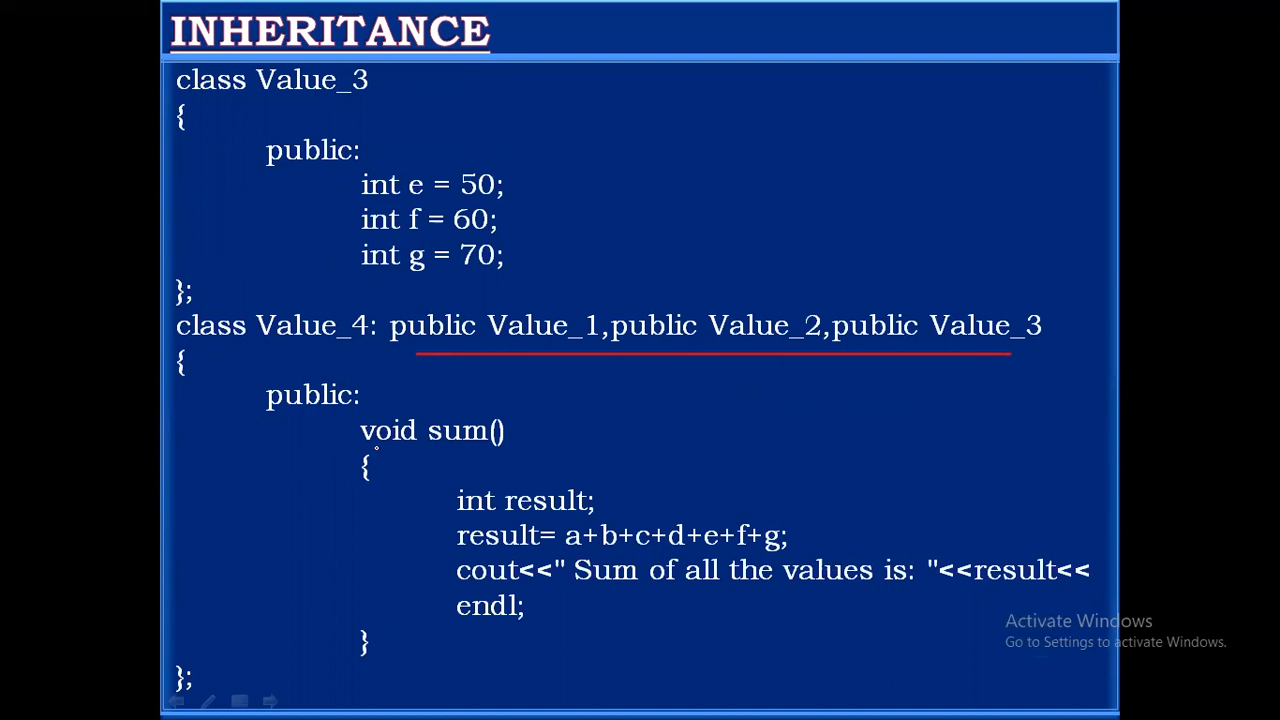 INHERITANCE
class Value_3
{
public:
int e = 50;
int f = 60;
int g = 70;
};
class Value_4: public Value_1,public Value_2,public Value_3
{
public:
void sum()
{
int result;
result= a+b+c+d+e+f+g;
cout<<" Sum of all the values is: "<<result<<
endl;
}
};
Activate Windows
Go to Settings to activate Windows.